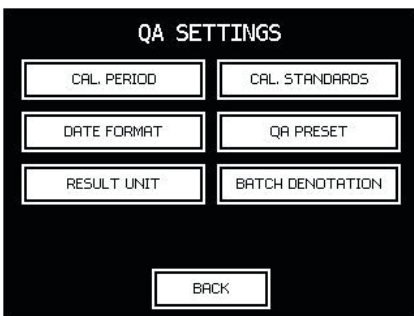 QA SETTINGS
CAL. PERIOD
CAL. STANDARDS
DATE FORMAT
QA PRESET
RESULT UNIT
BATCH DENOTATION
BACK